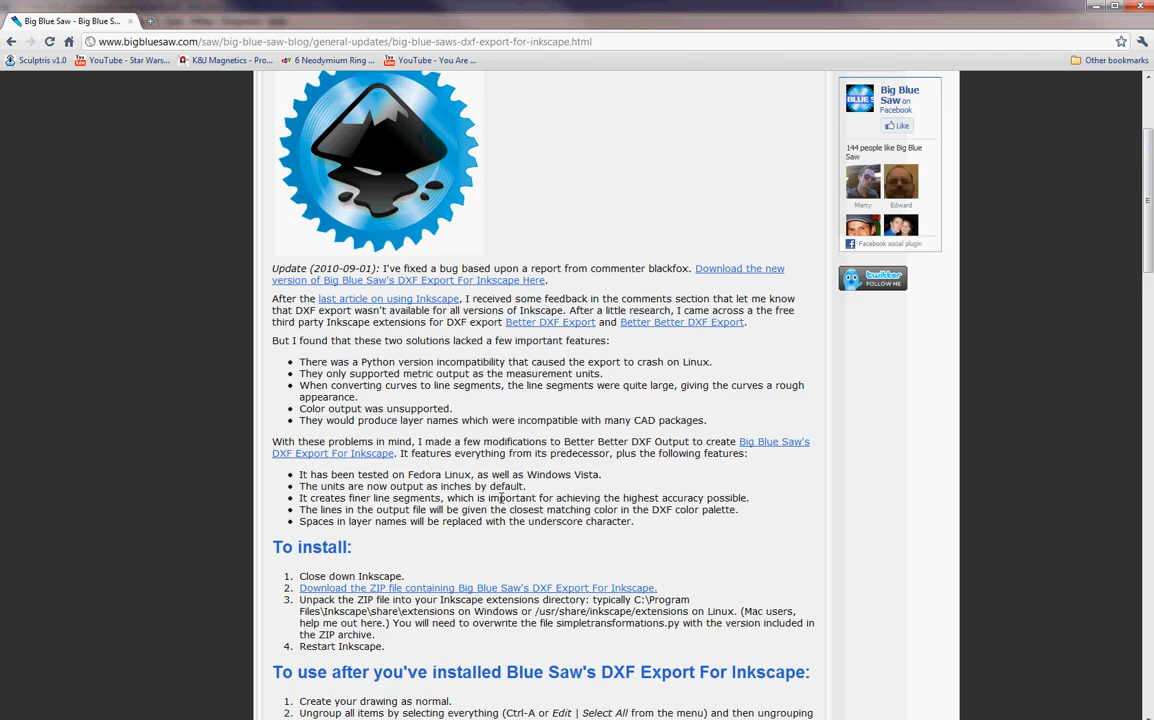 Big Blue Saw - Big Blue S...
www.bigbluesaw.com/saw/big-blue-saw-blog/general-updates/big-blue-saws-dxf-export-for-inkscape.html
Sculptris v1.0
YouTube - Star Wars...
K&J Magnetics - Pro...
6 Neodymium Ring ...
YouTube - You Are ...
Other bookmarks
Update (2010-09-01): I've fixed a bug based upon a report from commenter blackfox. Download the new
version of Big Blue Saw's DXF Export For Inkscape Here.
After the last article on using Inkscape, I received some feedback in the comments section that let me know
that DXF export wasn't available for all versions of Inkscape. After a little research, I came across a the free
third party Inkscape extensions for DXF export Better DXF Export and Better Better DXF Export.
But I found that these two solutions lacked a few important features:
• There was a Python version incompatibility that caused the export to crash on Linux.
• They only supported metric output as the measurement units.
• When converting curves to line segments, the line segments were quite large, giving the curves a rough
appearance.
• Color output was unsupported.
• They would produce layer names which were incompatible with many CAD packages.
With these problems in mind, I made a few modifications to Better Better DXF Output to create Big Blue Saw's
DXF Export For Inkscape. It features everything from its predecessor, plus the following features:
• It has been tested on Fedora Linux, as well as Windows Vista.
• The units are now output as inches by default.
• It creates finer line segments, which is important for achieving the highest accuracy possible.
• The lines in the output file will be given the closest matching color in the DXF color palette.
• Spaces in layer names will be replaced with the underscore character.
To install:
1. Close down Inkscape.
2. Download the ZIP file containing Big Blue Saw's DXF Export For Inkscape.
3. Unpack the ZIP file into your Inkscape extensions directory: typically C:\Program
Files\Inkscape\share\extensions on Windows or /usr/share/inkscape/extensions on Linux. (Mac users,
help me out here.) You will need to overwrite the file simpletransformations.py with the version included in
the ZIP archive.
4. Restart Inkscape.
To use after you've installed Blue Saw's DXF Export For Inkscape:
1. Create your drawing as normal.
2. Ungroup all items by selecting everything (Ctrl-A or Edit | Select All from the menu) and then ungrouping
BLUE S
Big Blue
Saw on
Facebook
Like
144 people like Big Blue
Saw
Marty
Edward
Facebook social plugin
twitter
FOLLOW ME